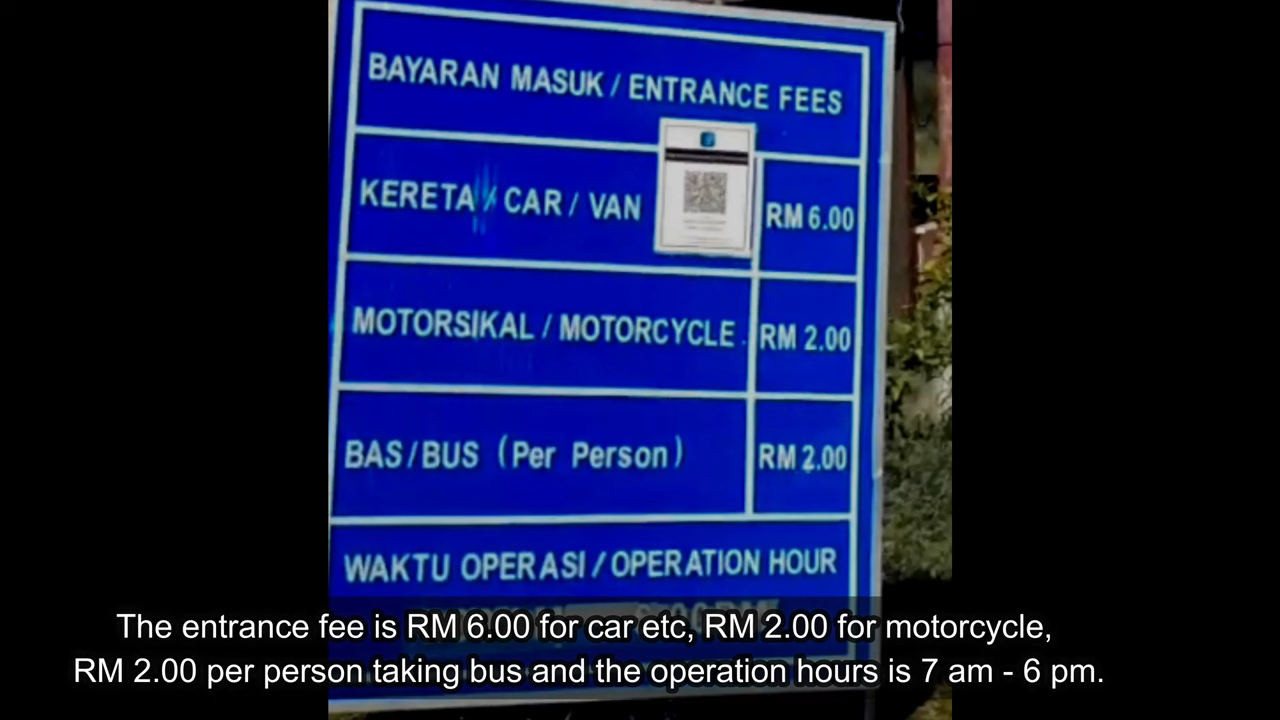 BAYARAN MASUK / ENTRANCE FEES
KERETA / CAR / VAN
RM 6.00
MOTORSIKAL / MOTORCYCLE
RM 2.00
BAS/BUS (Per Person)
RM 2.00
WAKTU OPERASI / OPERATION HOUR
The entrance fee is RM 6.00 for car etc, RM 2.00 for motorcycle,
RM 2.00 per person taking bus and the operation hours is 7 am - 6 pm.